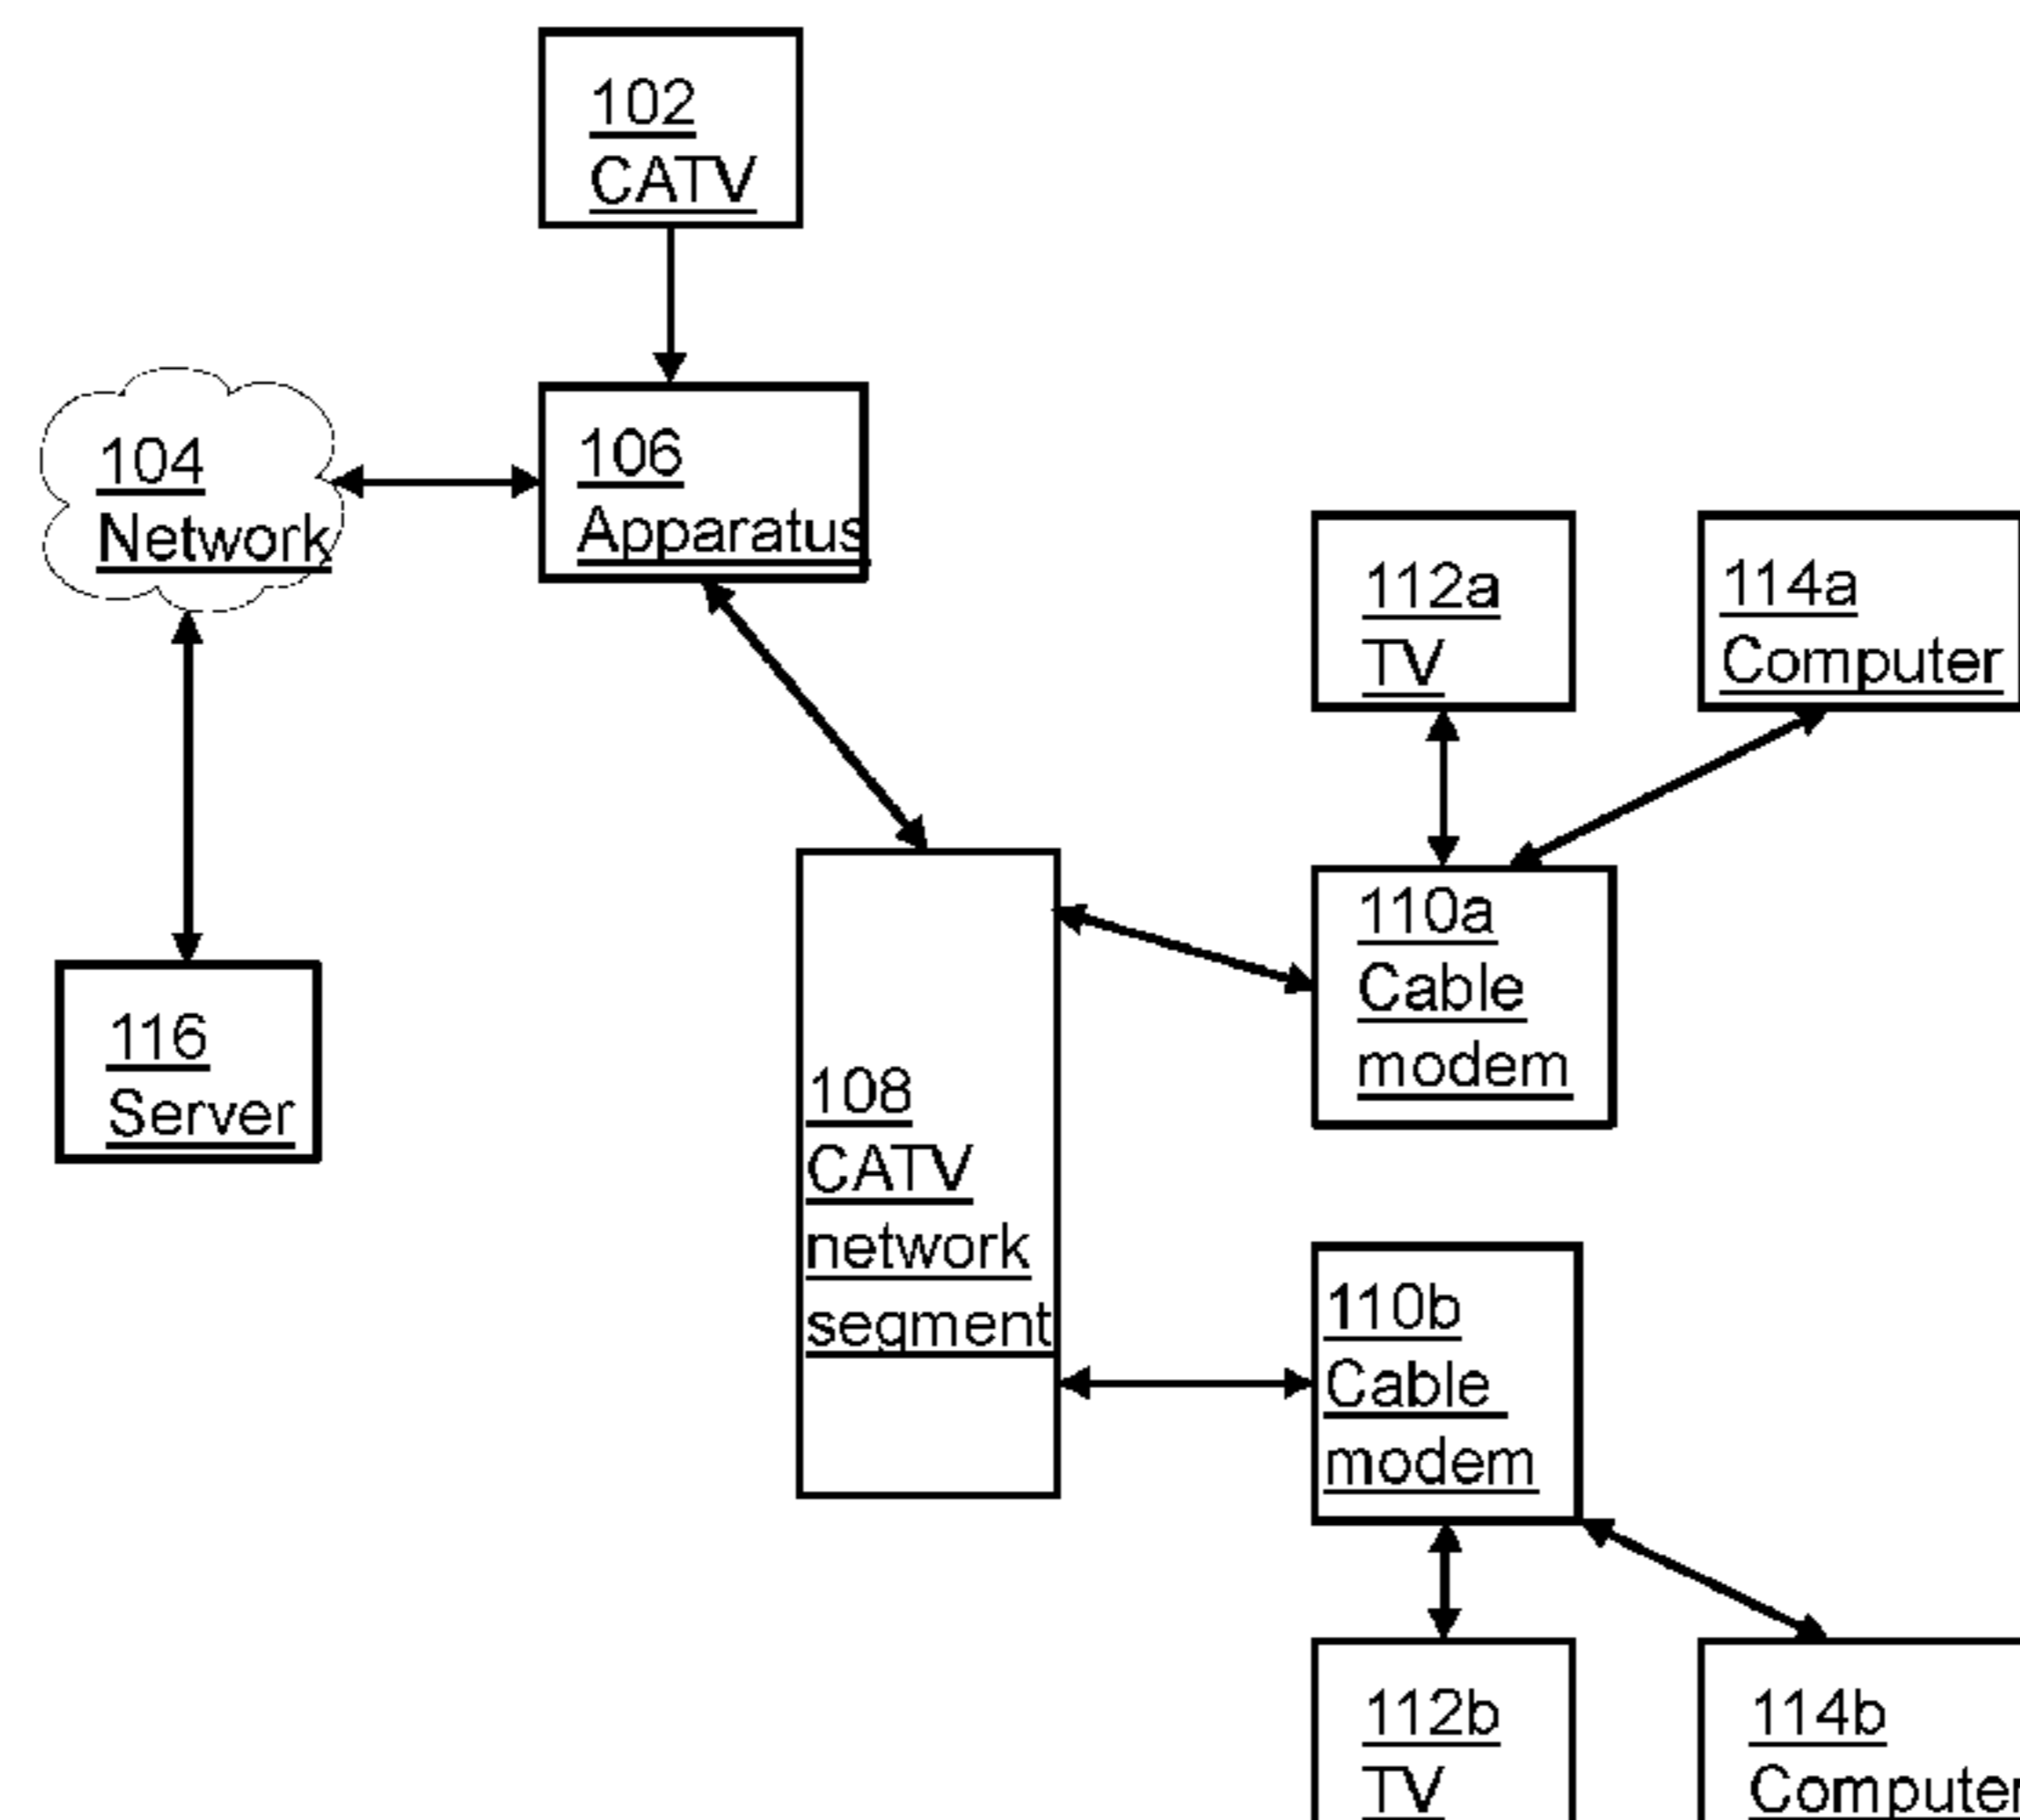 102
CATV
104
Network
106
Apparatus
112a
TV
114a
Computer
110a
Cable
modem
116
Server
108
CATV
network
segment
110b
Cable
modem
112b
TV
114b
Computer